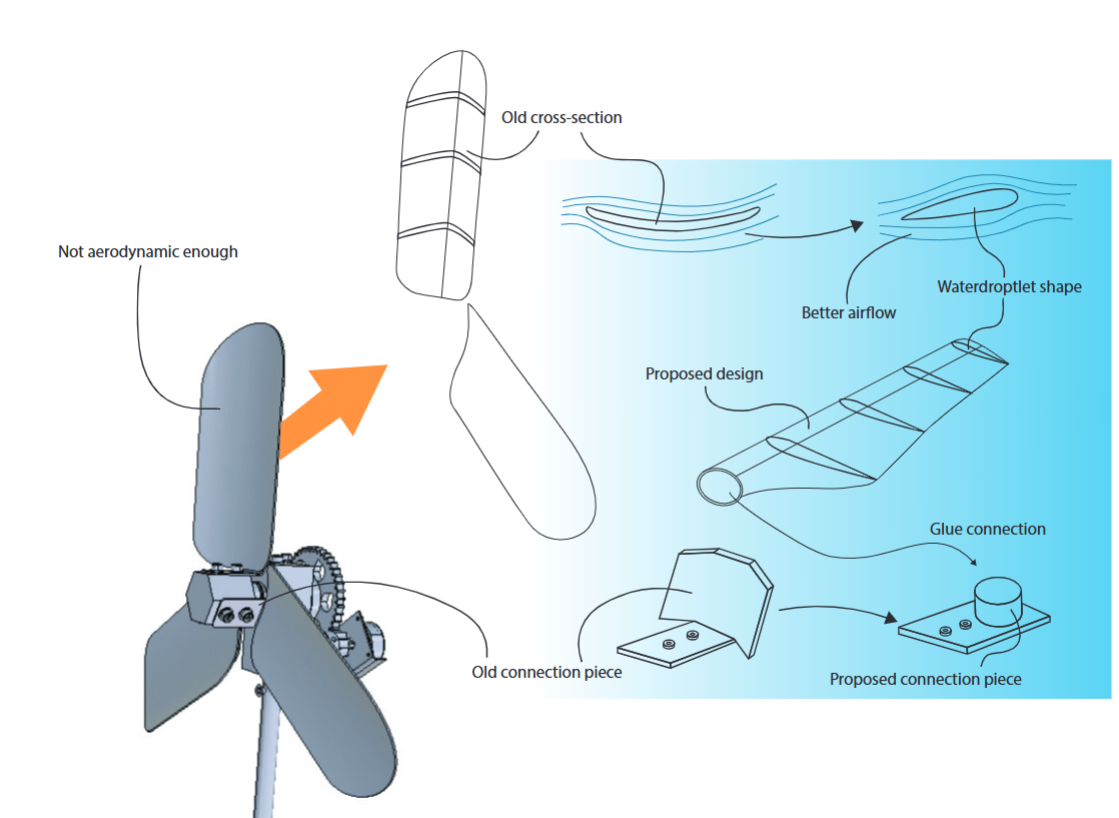 Old cross-section
Not aerodynamic enough
Waterdroptlet shape
Better airflow
Proposed design
Glue connection
Old connection piece
Proposed connection piece